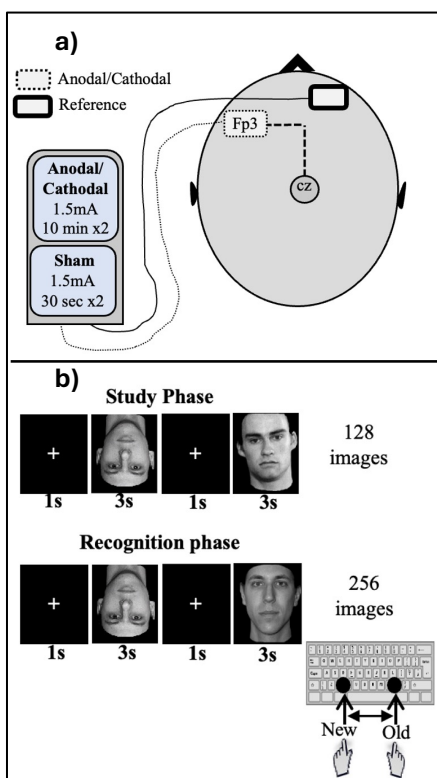 a)
Anodal/Cathodal
Reference
Fp3
cz
Anodal/
Cathodal
1.5mA
10 min x2
Sham
1.5mA
30 sec x2
b)
Study Phase
128
images
1s 3s 1s 3s
Recognition phase
256
images
1s 3s 1s 3s
New Old